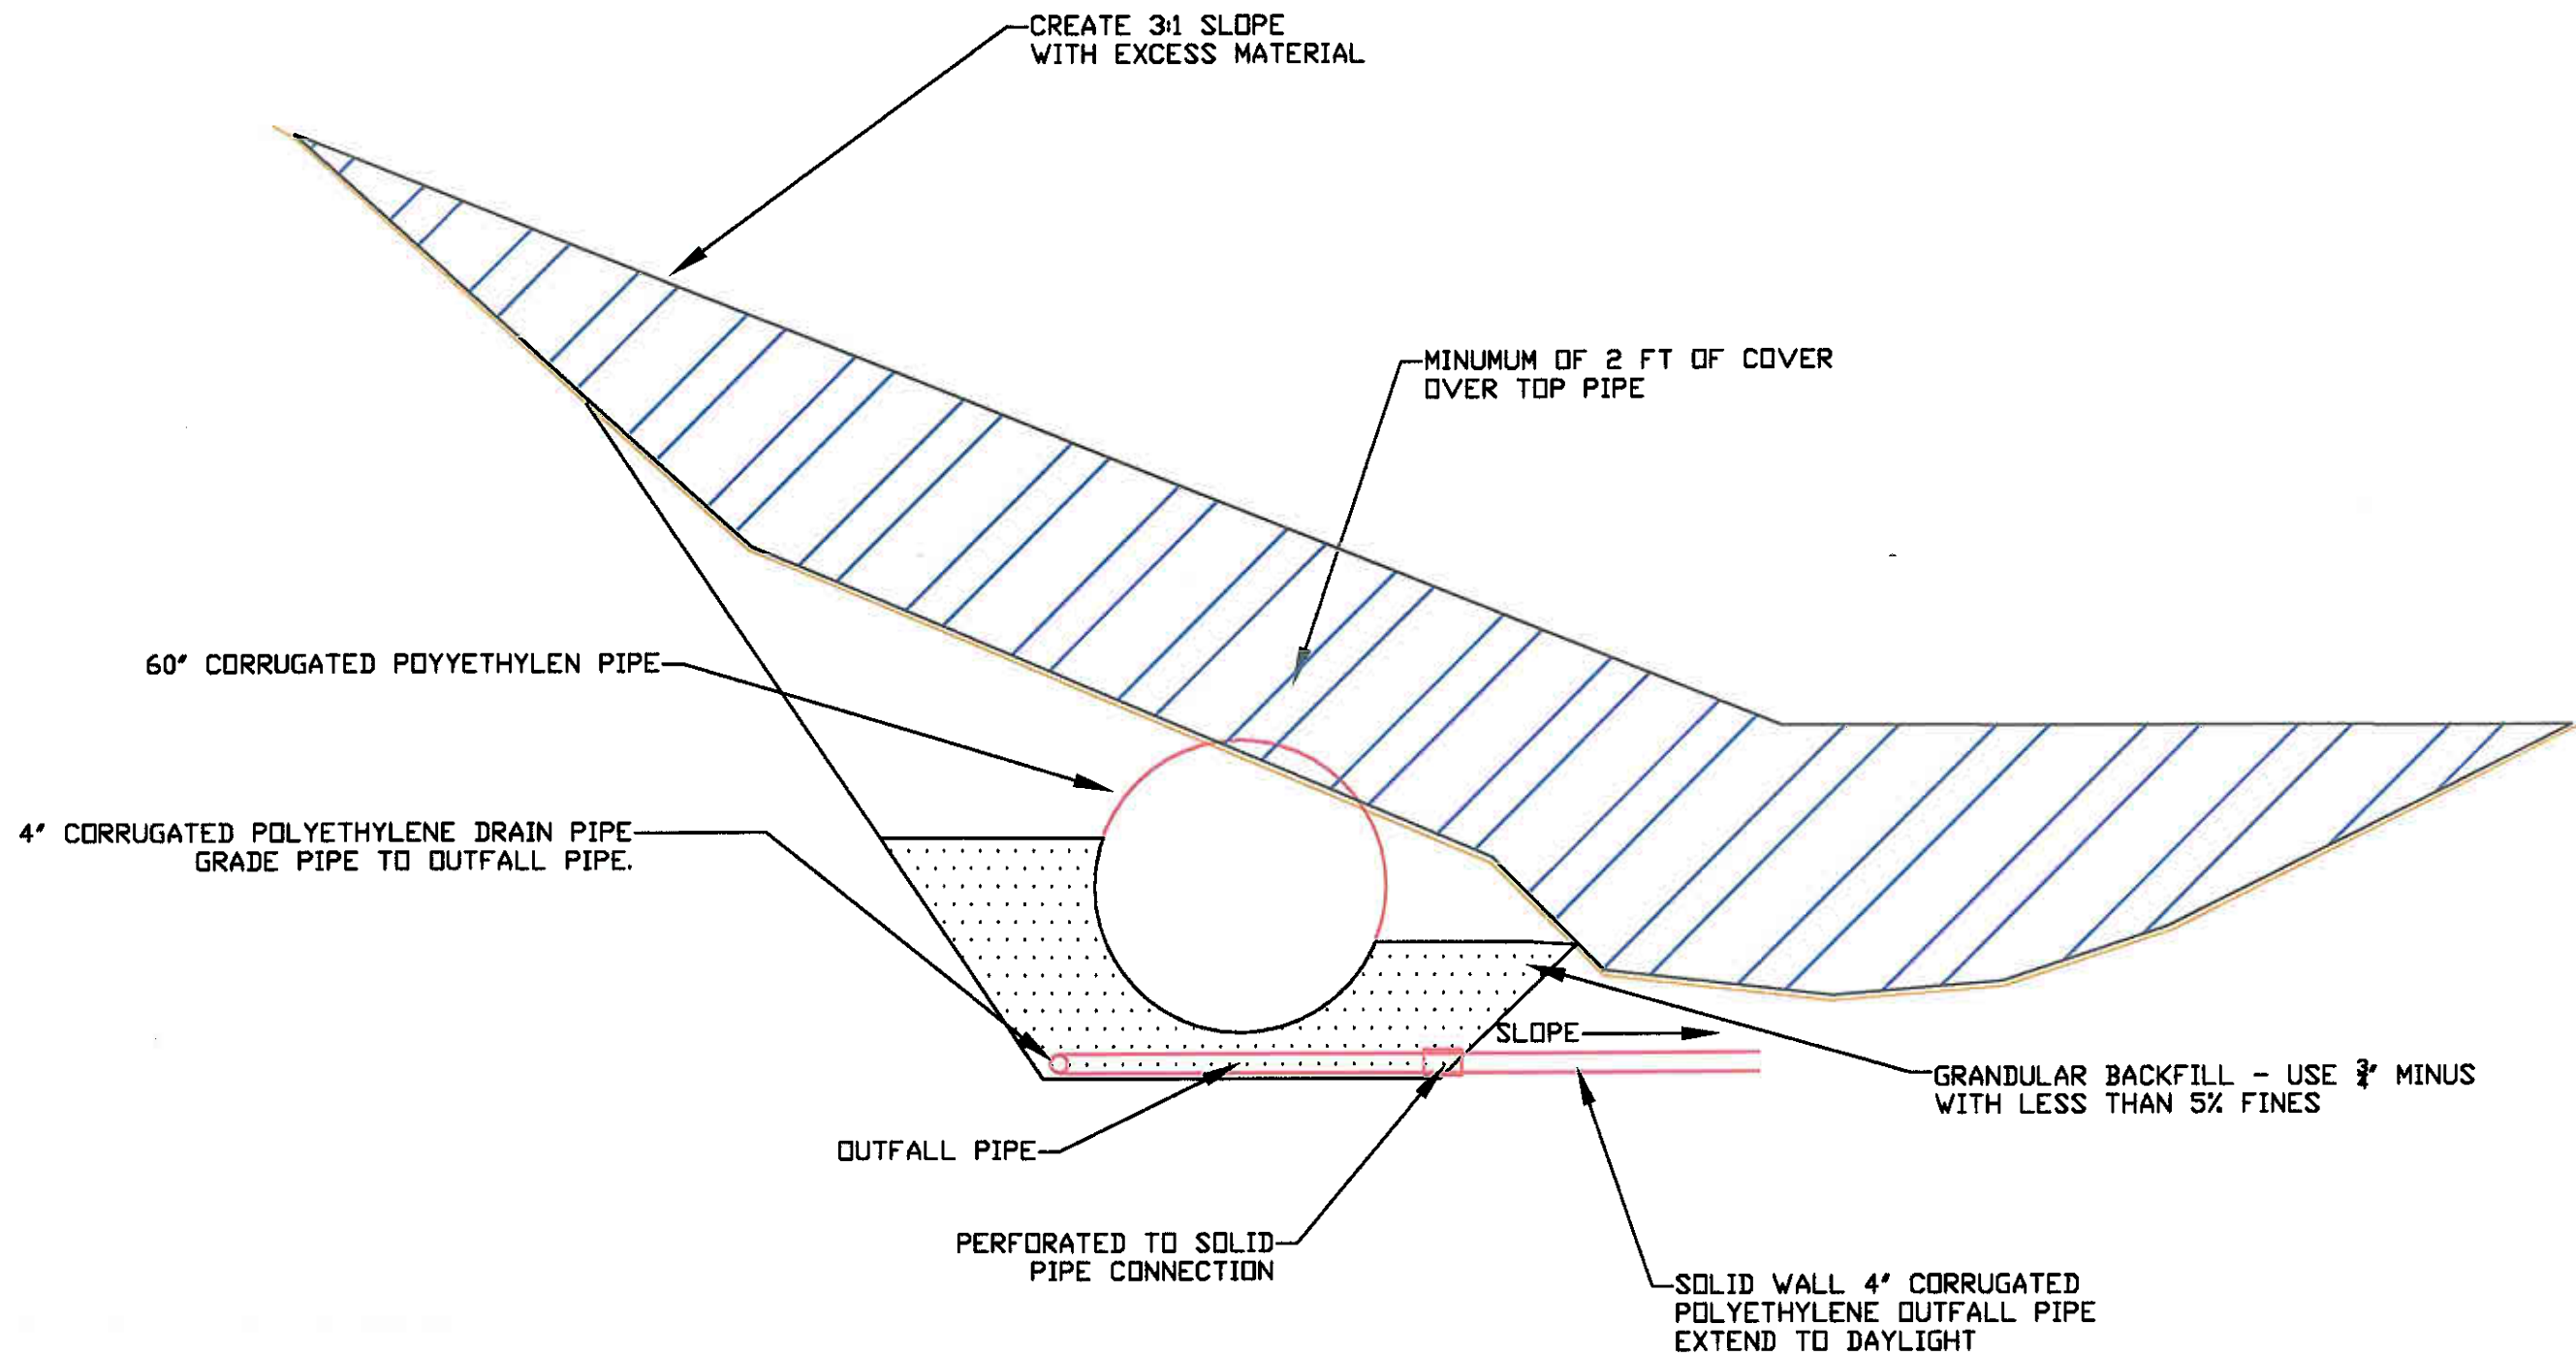 CREATE 3:1 SLOPE
WITH EXCESS MATERIAL
MINUMUM OF 2 FT OF COVER
OVER TOP PIPE
60" CORRUGATED POYYETHYLEN PIPE
4" CORRUGATED POLYETHYLENE DRAIN PIPE
GRADE PIPE TO OUTFALL PIPE.
SLOPE
GRANDULAR BACKFILL - USE ¾" MINUS
WITH LESS THAN 5% FINES
OUTFALL PIPE
PERFORATED TO SOLID
PIPE CONNECTION
SOLID WALL 4" CORRUGATED
POLYETHYLENE OUTFALL PIPE
EXTEND TO DAYLIGHT